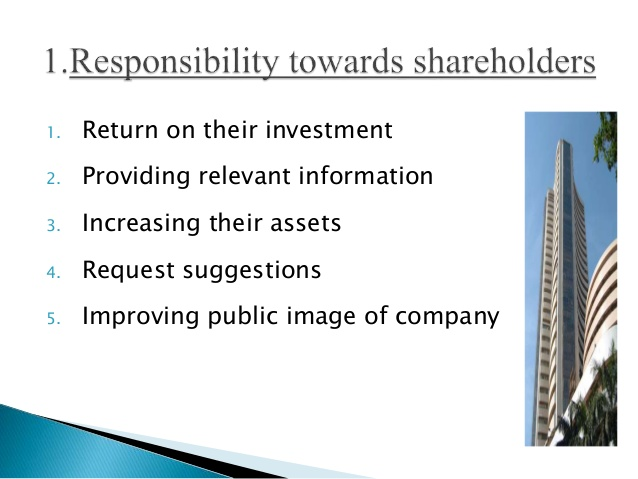 1.Responsibility towards shareholders
1. Return on their investment
2. Providing relevant information
3. Increasing their assets
4. Request suggestions
5. Improving public image of company